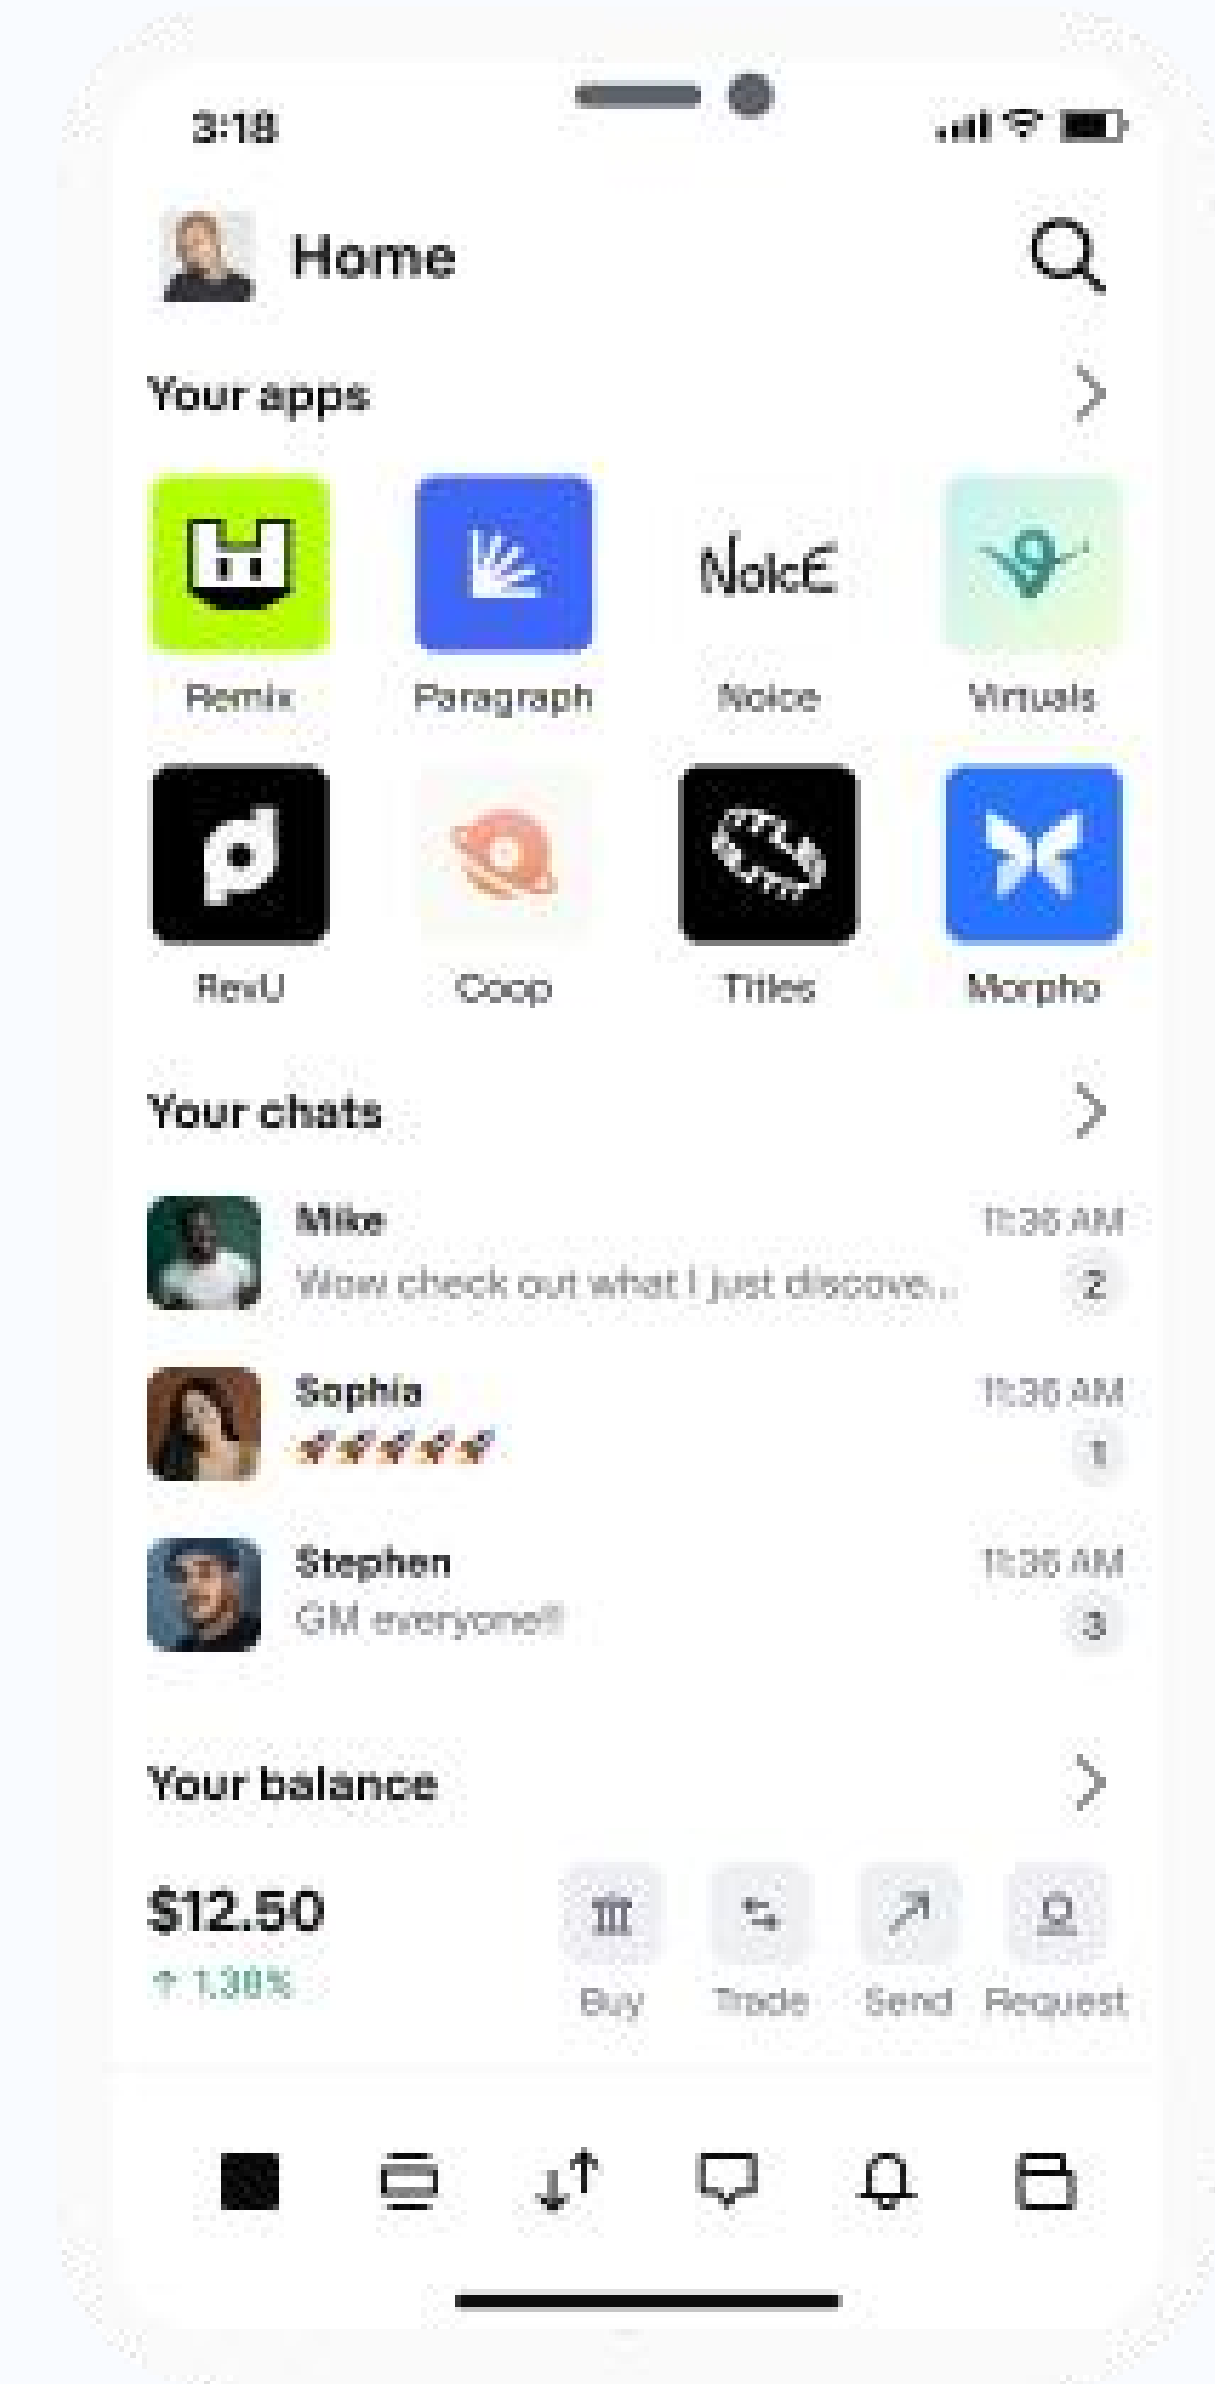 3:18
Home
Your apps
NoIcE
Remix Paragraph Noice Virtuals
RevU Coop Titles Morpho
Your chats
Mike 11:36 AM
Wow check out what I just discove... 2
Sophia 11:36 AM
🚀🚀🚀🚀🚀 1
Stephen 11:36 AM
GM everyone!!
3
Your balance
$12.50
↑ 1.38%
Buy Trade Send Request